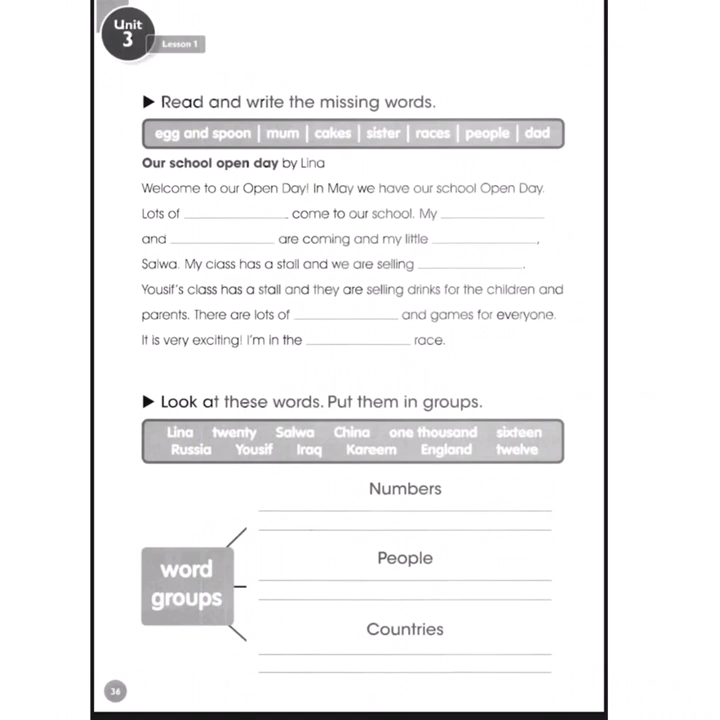 Unit
3
Lesson 1
▶ Read and write the missing words.
egg and spoon | mum | cakes | sister | races | people | dad
Our school open day by Lina
Welcome to our Open Day! In May we have our school Open Day.
Lots of ______________ come to our school. My ______________
and ______________ are coming and my little ______________,
Salwa. My class has a stall and we are selling ______________.
Yousif's class has a stall and they are selling drinks for the children and
parents. There are lots of ______________ and games for everyone.
It is very exciting! I'm in the ______________ race.
▶ Look at these words. Put them in groups.
Lina twenty Salwa China one thousand sixteen
Russia Yousif Iraq Kareem England twelve
Numbers
People
word
groups
Countries
36